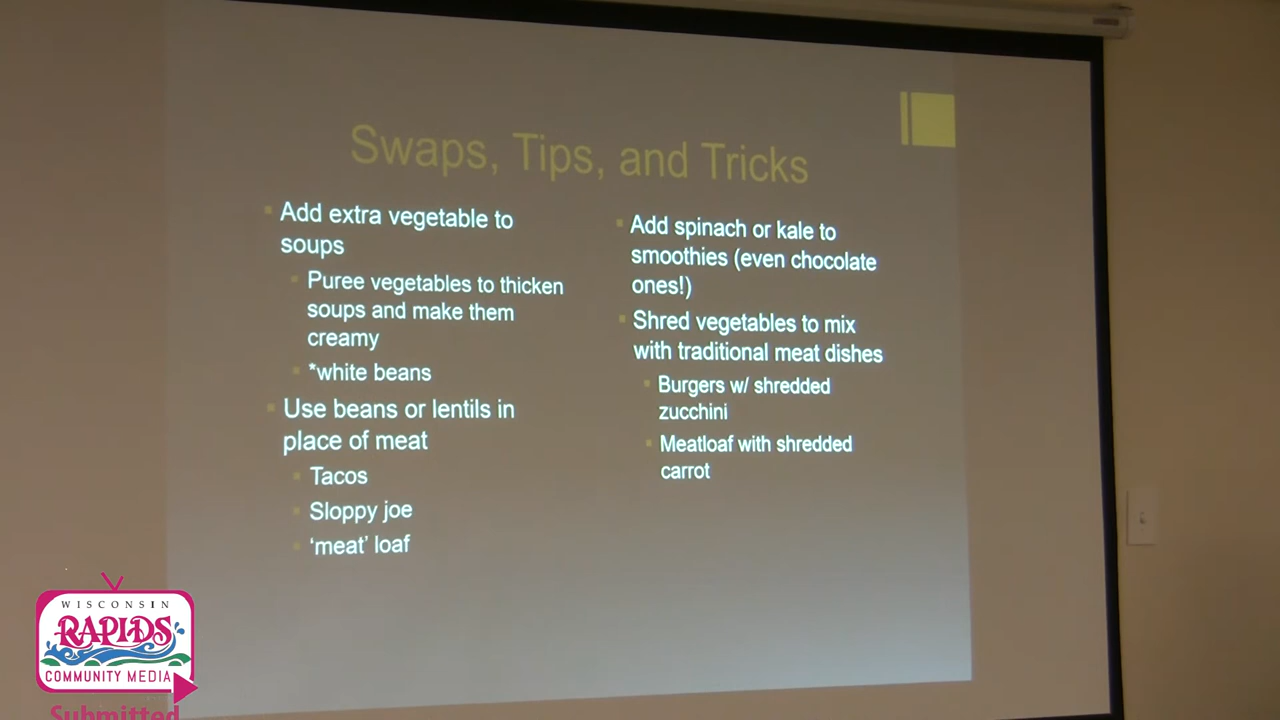 Swaps, Tips, and Tricks
Add extra vegetable to
soups
Puree vegetables to thicken
soups and make them
creamy
*white beans
Use beans or lentils in
place of meat
Tacos
Sloppy joe
‘meat’ loaf
Add spinach or kale to
smoothies (even chocolate
ones!)
Shred vegetables to mix
with traditional meat dishes
Burgers w/ shredded
zucchini
Meatloaf with shredded
carrot
WISCONSIN
RAPIDS
COMMUNITY MEDIA
Submitted